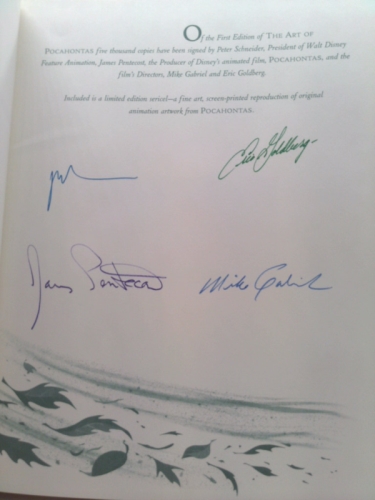 Of the First Edition of THE ART OF
POCAHONTAS five thousand copies have been signed by Peter Schneider, President of Walt Disney
Feature Animation, James Pentecost, the Producer of Disney's animated film, POCAHONTAS, and the
film's Directors, Mike Gabriel and Eric Goldberg.
Included is a limited edition sericel—a fine art, screen-printed reproduction of original
animation artwork from POCAHONTAS.
Eric Goldberg
James Pentecost
Mike Gabriel